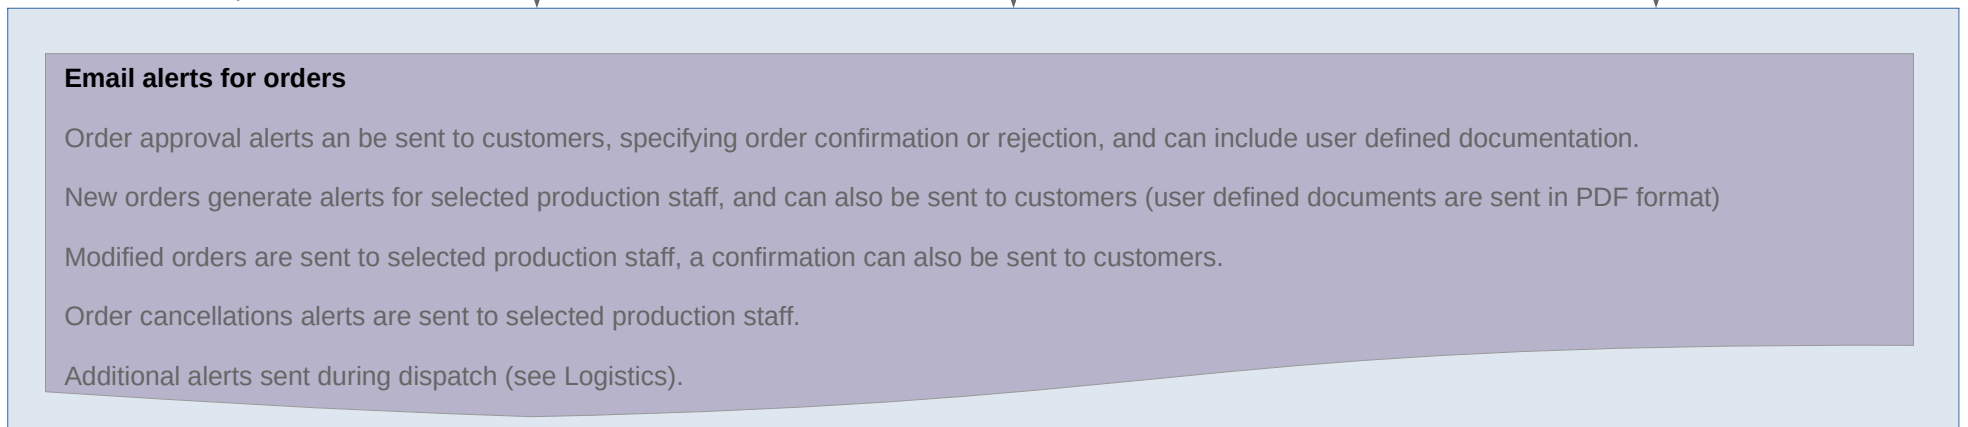 Email alerts for orders
Order approval alerts an be sent to customers, specifying order confirmation or rejection, and can include user defined documentation.
New orders generate alerts for selected production staff, and can also be sent to customers (user defined documents are sent in PDF format)
Modified orders are sent to selected production staff, a confirmation can also be sent to customers.
Order cancellations alerts are sent to selected production staff.
Additional alerts sent during dispatch (see Logistics).